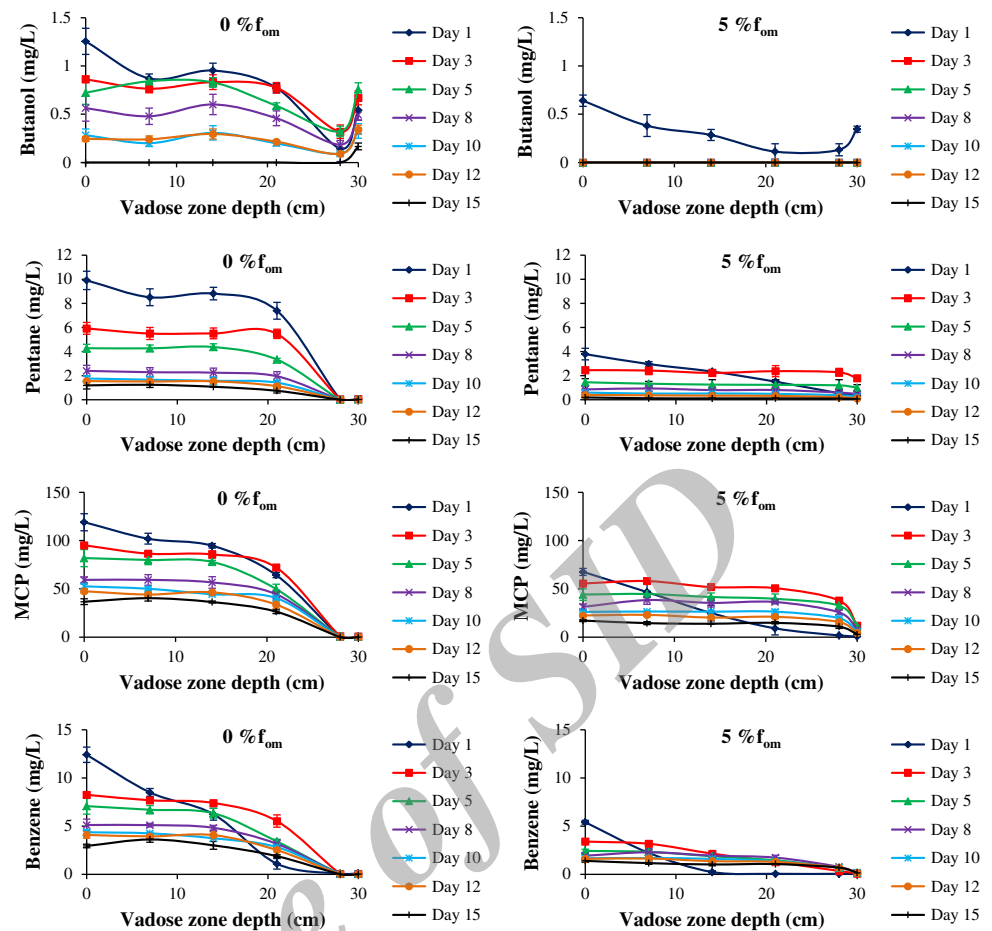 0 %fom
Butanol (mg/L)
1.5
1
0.5
0
0 10 20 30
Vadose zone depth (cm)
Day 1
Day 3
Day 5
Day 8
Day 10
Day 12
Day 15
5 %fom
Butanol (mg/L)
1.5
1
0.5
0
0 10 20 30
Vadose zone depth (cm)
Day 1
Day 3
Day 5
Day 8
Day 10
Day 12
Day 15
0 %fom
Pentane (mg/L)
12
10
8
6
4
2
0
0 10 20 30
Vadose zone depth (cm)
Day 1
Day 3
Day 5
Day 8
Day 10
Day 12
Day 15
5 %fom
Pentane (mg/L)
12
10
8
6
4
2
0
0 10 20 30
Vadose zone depth (cm)
Day 1
Day 3
Day 5
Day 8
Day 10
Day 12
Day 15
0 %fom
MCP (mg/L)
150
100
50
0
0 10 20 30
Vadose zone depth (cm)
Day 1
Day 3
Day 5
Day 8
Day 10
Day 12
Day 15
5 %fom
MCP (mg/L)
150
100
50
0
0 10 20 30
Vadose zone depth (cm)
Day 1
Day 3
Day 5
Day 8
Day 10
Day 12
Day 15
0 %fom
Benzene (mg/L)
15
10
5
0
0 10 20 30
Vadose zone depth (cm)
Day 1
Day 3
Day 5
Day 8
Day 10
Day 12
Day 15
5 %fom
Benzene (mg/L)
15
10
5
0
0 10 20 30
Vadose zone depth (cm)
Day 1
Day 3
Day 5
Day 8
Day 10
Day 12
Day 15
e of SID